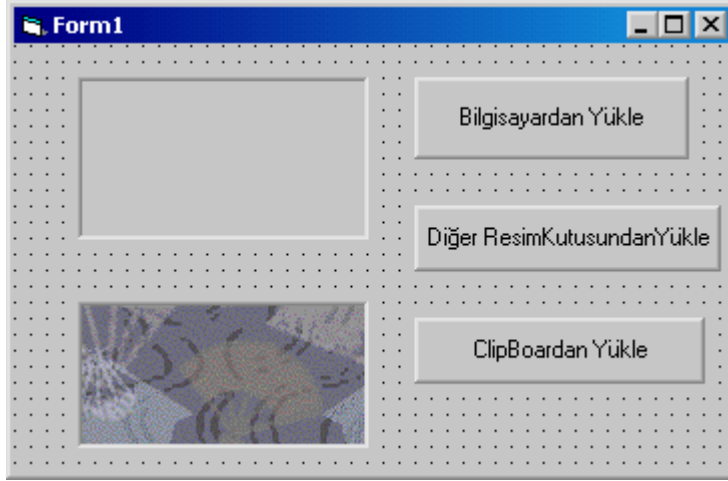 Form1
Bilgisayardan Yükle
Diğer ResimKutusundanYükle
ClipBoardan Yükle